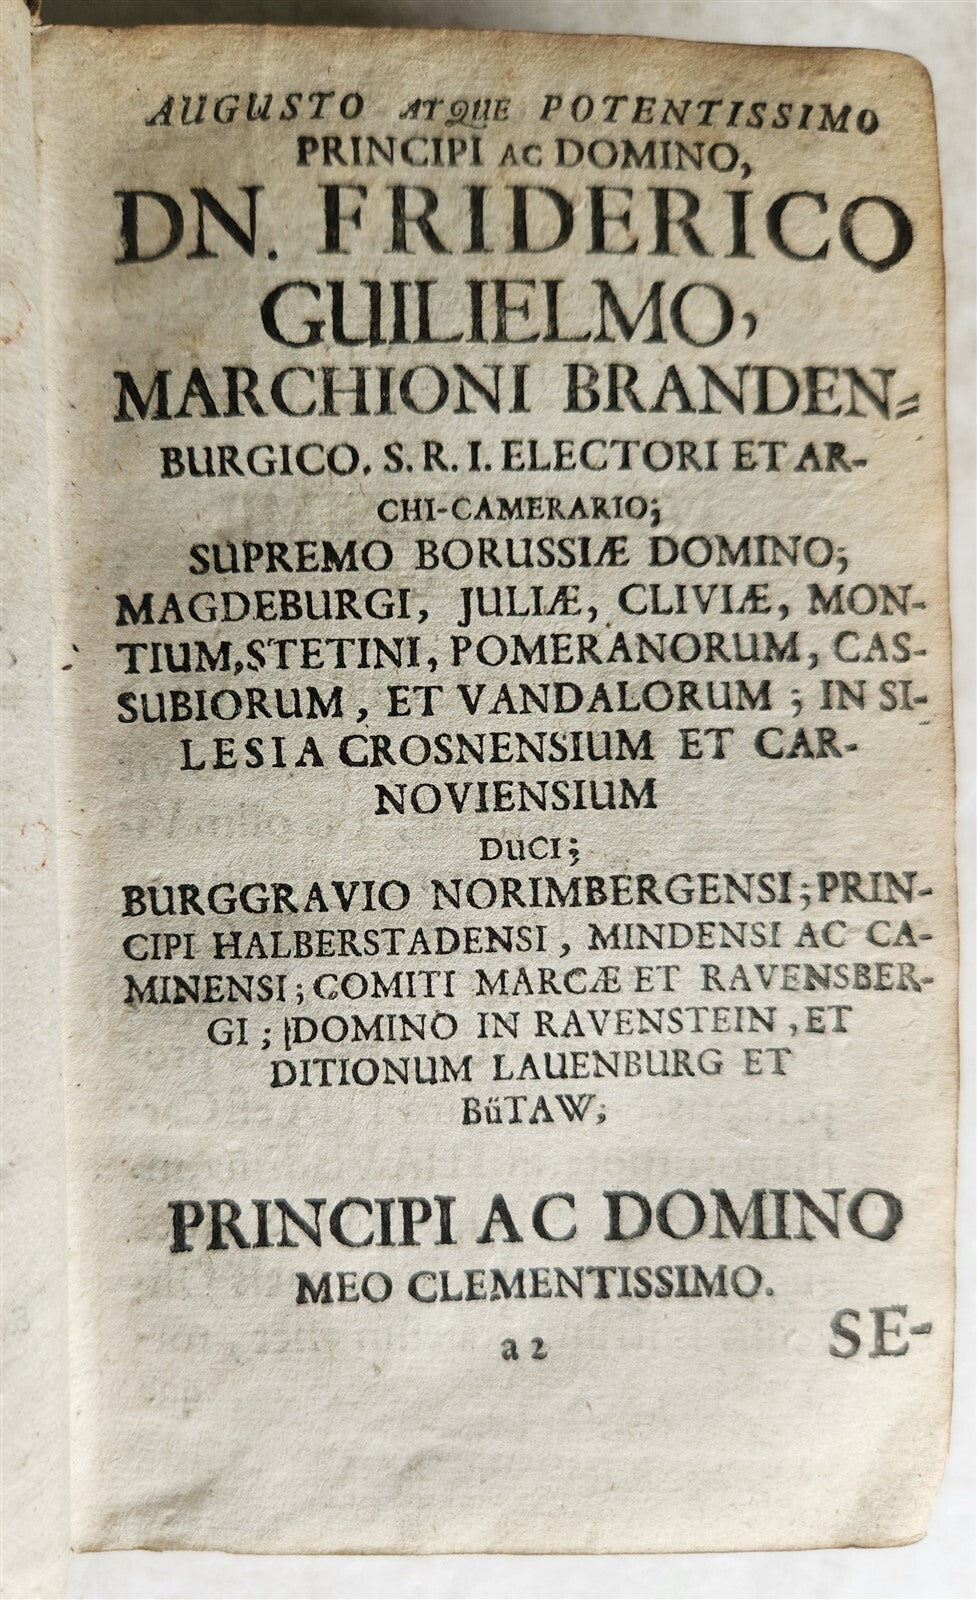 AUGUSTO ATQUE POTENTISSIMO
PRINCIPI AC DOMINO,
DN. FRIDERICO
GUILIELMO,
MARCHIONI BRANDEN=
BURGICO. S. R. I. ELECTORI ET AR-
CHI-CAMERARIO;
SUPREMO BORUSSIÆ DOMINO;
MAGDEBURGI, JULIÆ, CLIVIÆ, MON-
TIUM, STETINI, POMERANORUM, CAS-
SUBIORUM, ET VANDALORUM; IN SI-
LESIA CROSNENSIUM ET CAR-
NOVIENSIUM
DUCI;
BURGGRAVIO NORIMBERGENSI; PRIN-
CIPI HALBERSTADENSI, MINDENSI AC CA-
MINENSI; COMITI MARCÆ ET RAVENSBER-
GI; DOMINO IN RAVENSTEIN, ET
DITIONUM LAUENBURG ET
BüTAW;
PRINCIPI AC DOMINO
MEO CLEMENTISSIMO.
a 2
SE-